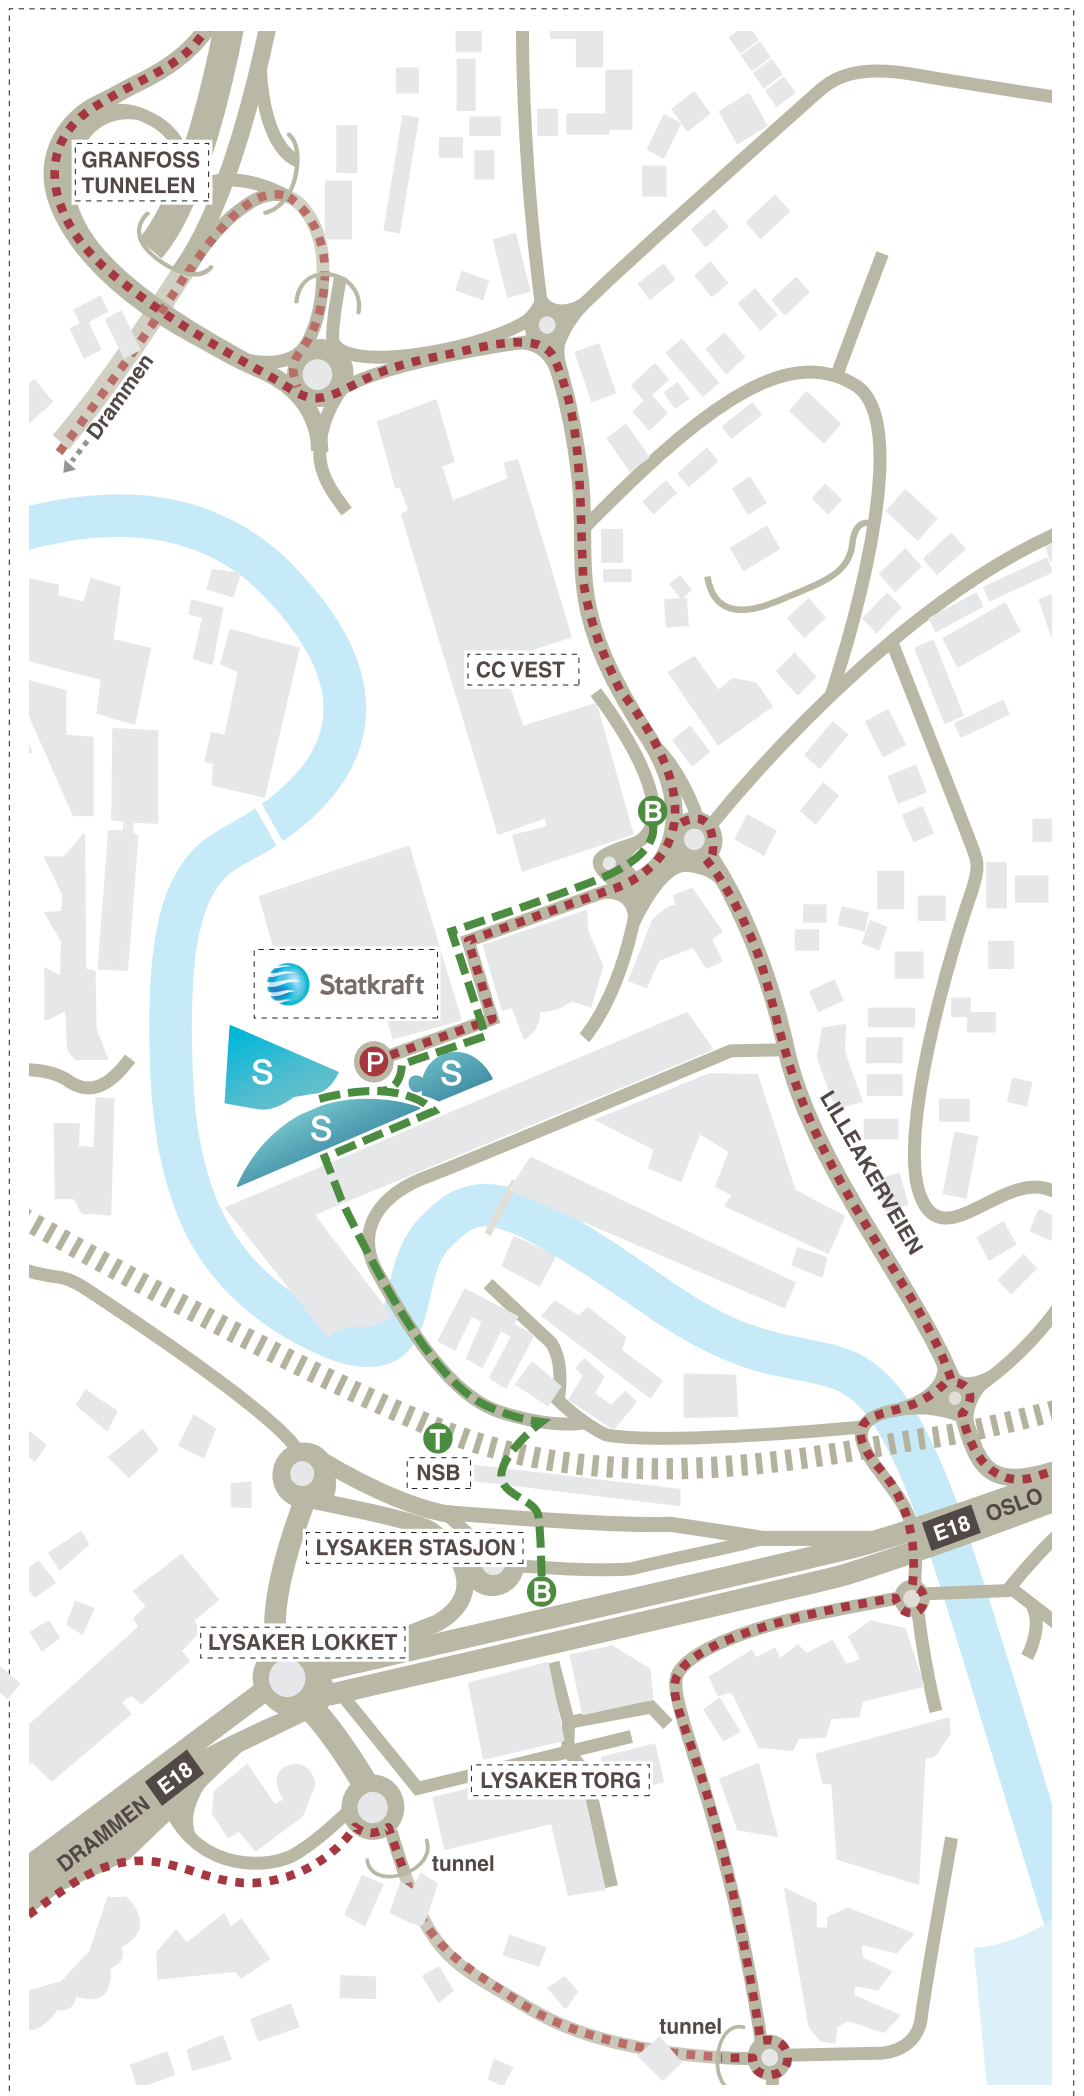 GRANFOSS
TUNNELEN
Drammen
CC VEST
B
Statkraft
P
S
S
S
LILLEAKERVEIEN
T
NSB
E18
OSLO
LYSAKER STASJON
B
LYSAKER LOKKET
E18
DRAMMEN
LYSAKER TORG
tunnel
tunnel